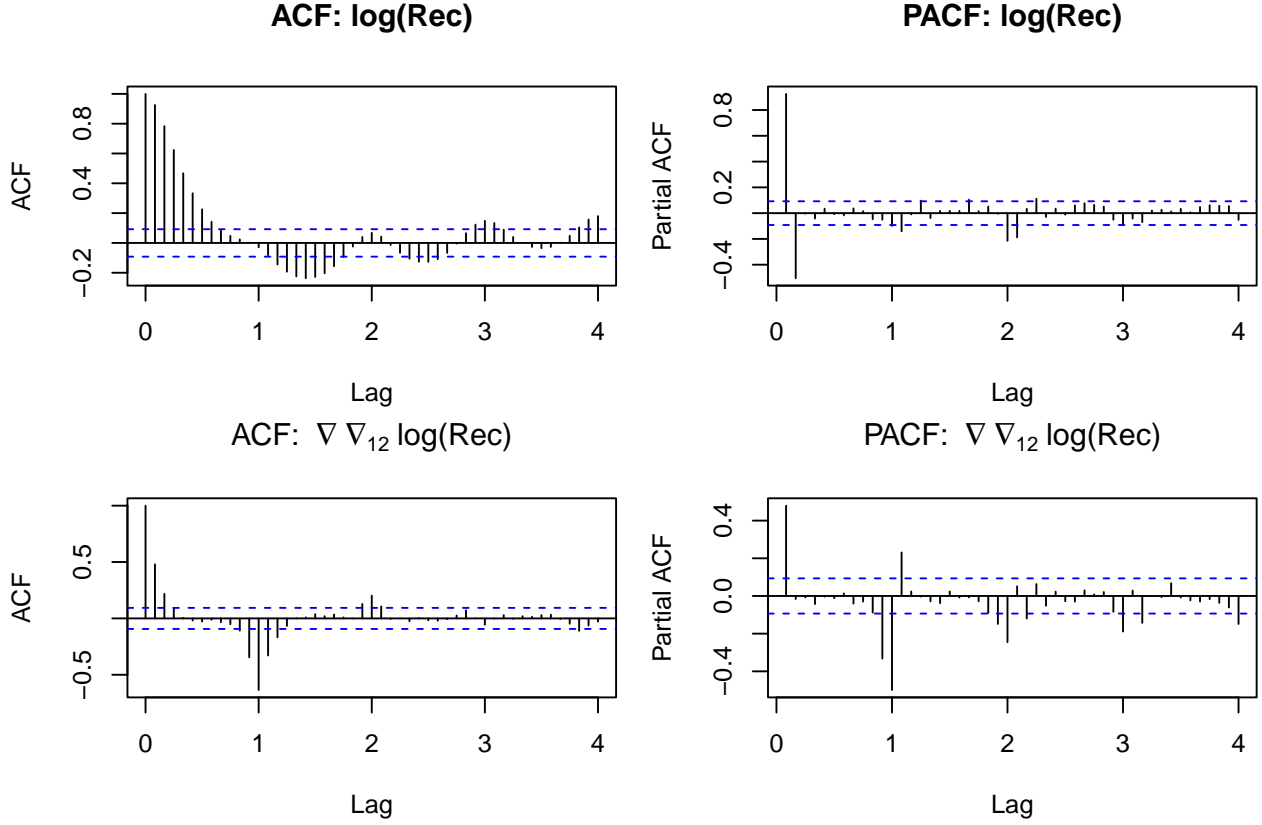 ACF: log(Rec)
ACF
−0.2 0.4 0.8
0 1 2 3 4
Lag
PACF: log(Rec)
Partial ACF
−0.4 0.2 0.8
0 1 2 3 4
Lag
ACF: ∇ ∇₁₂ log(Rec)
ACF
−0.5 0.5
0 1 2 3 4
Lag
PACF: ∇ ∇₁₂ log(Rec)
Partial ACF
−0.4 0.0 0.4
0 1 2 3 4
Lag